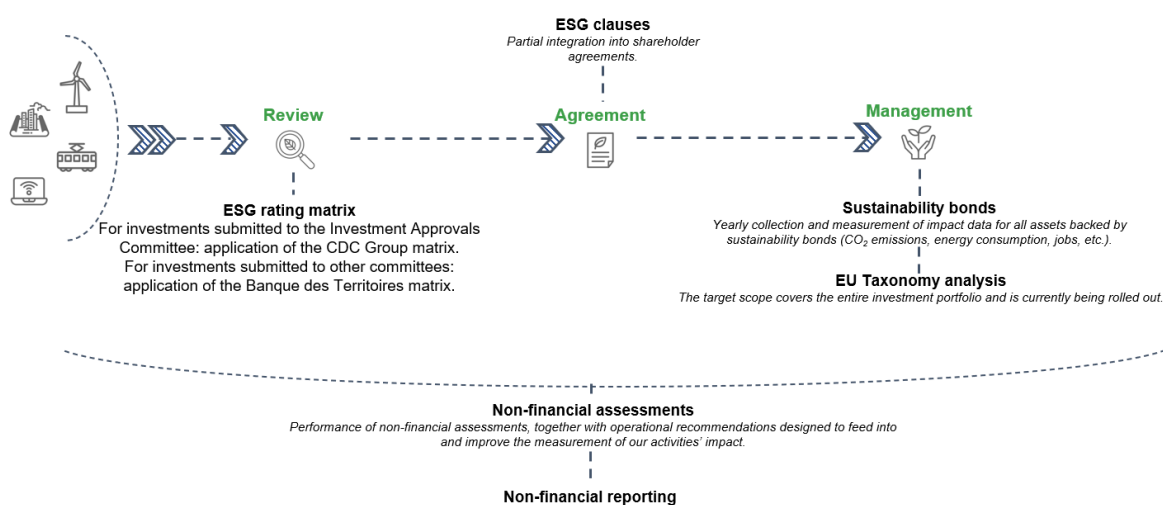 ESG clauses
Partial integration into shareholder
agreements.
Review
Agreement
Management
ESG rating matrix
For investments submitted to the Investment Approvals
Committee: application of the CDC Group matrix.
For investments submitted to other committees:
application of the Banque des Territoires matrix.
Sustainability bonds
Yearly collection and measurement of impact data for all assets backed by
sustainability bonds (CO₂ emissions, energy consumption, jobs, etc.).
EU Taxonomy analysis
The target scope covers the entire investment portfolio and is currently being rolled out.
Non-financial assessments
Performance of non-financial assessments, together with operational recommendations designed to feed into
and improve the measurement of our activities’ impact.
Non-financial reporting